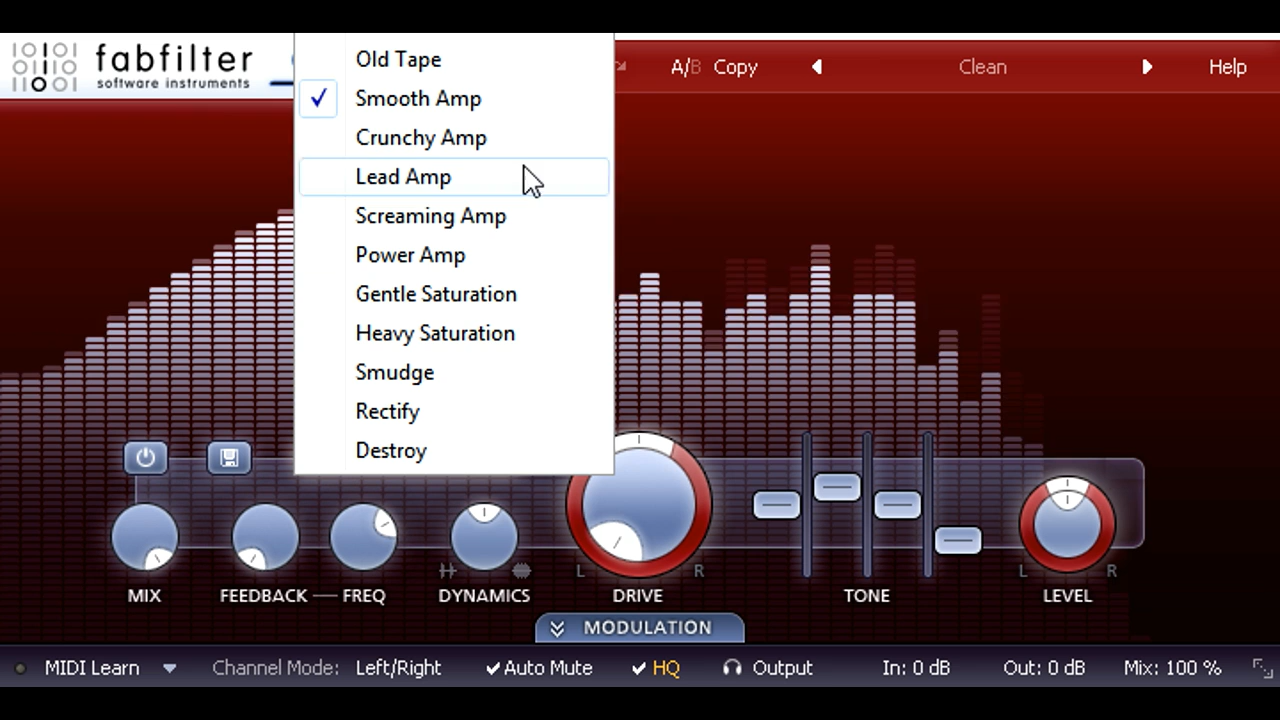 fabfilter
software instruments
A/B Copy Clean Help
Old Tape
Smooth Amp
Crunchy Amp
Lead Amp
Screaming Amp
Power Amp
Gentle Saturation
Heavy Saturation
Smudge
Rectify
Destroy
L R L R
MIX FEEDBACK FREQ DYNAMICS DRIVE TONE LEVEL
MODULATION
MIDI Learn Channel Mode: Left/Right Auto Mute HQ Output In: 0 dB Out: 0 dB Mix: 100 %